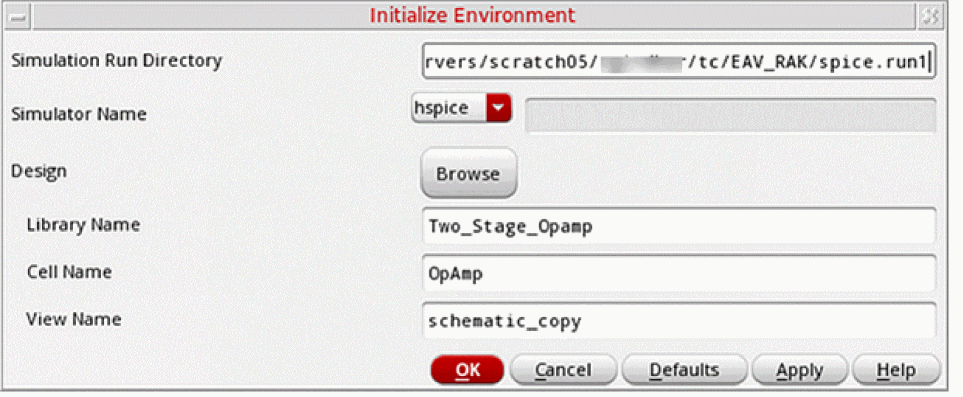 Initialize Environment
Simulation Run Directory rvers/scratch05/ /tc/EAV_RAK/spice.run1
Simulator Name hspice
Design Browse
Library Name Two_Stage_Opamp
Cell Name OpAmp
View Name schematic_copy
OK Cancel Defaults Apply Help